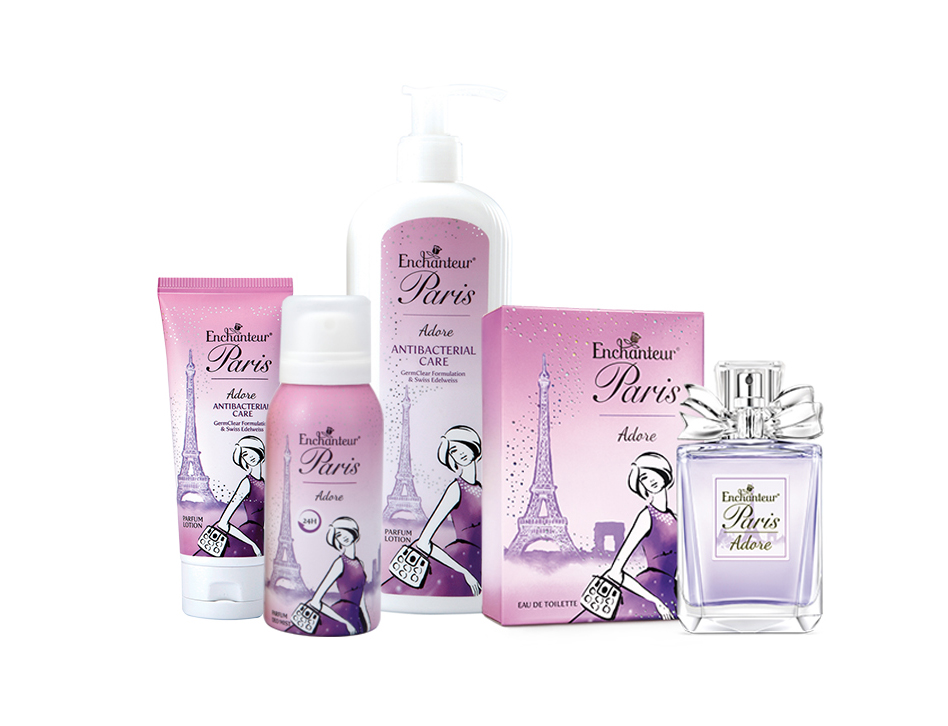 Enchanteur®
Paris
Adore
ANTIBACTERIAL
CARE
GermClear Formulation
& Swiss Edelweiss
PARFUM
LOTION
Enchanteur®
Paris
Adore
24H
PARFUM
Enchanteur®
Paris
Adore
ANTIBACTERIAL
CARE
GermClear Formulation
& Swiss Edelweiss
PARFUM
LOTION
Enchanteur®
Paris
Adore
EAU DE TOILETTE
Enchanteur®
Paris
Adore